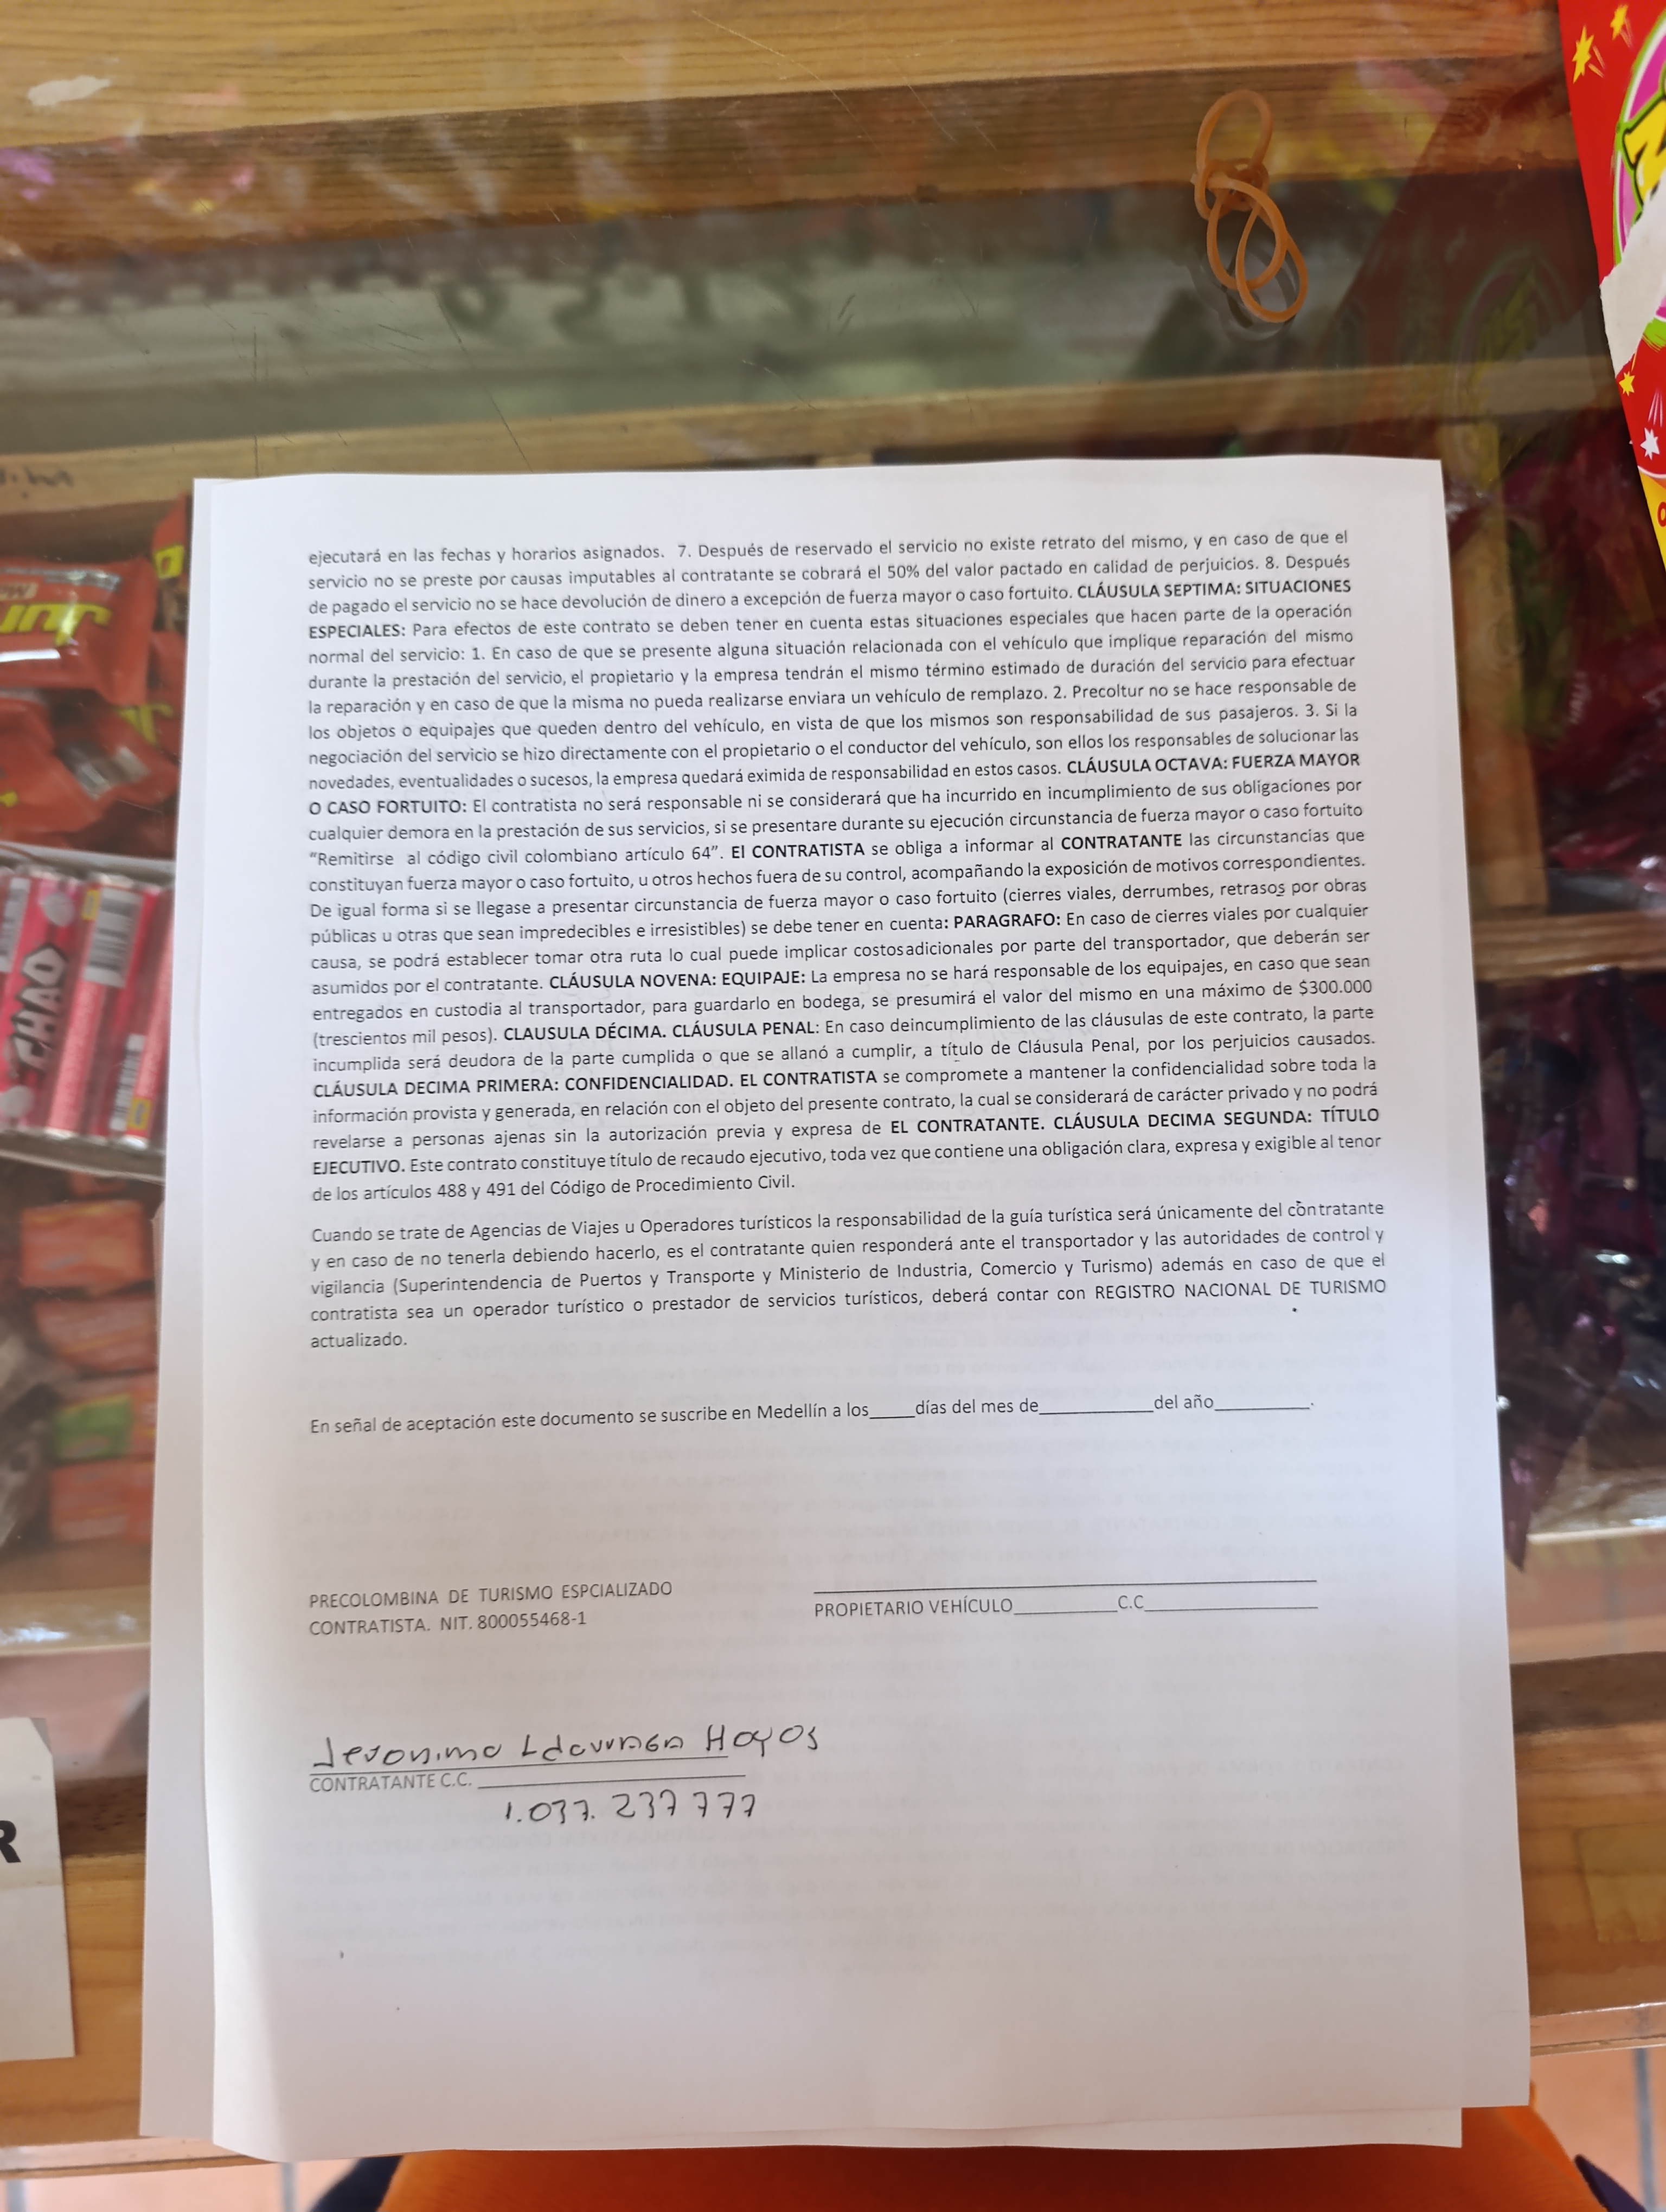 ejecutará en las fechas y horarios asignados. 7. Después de reservado el servicio no existe retrato del mismo, y en caso de que el
servicio no se preste por causas imputables al contratante se cobrará el 50% del valor pactado en calidad de perjuicios. 8. Después
de pagado el servicio no se hace devolución de dinero a excepción de fuerza mayor o caso fortuito. CLÁUSULA SEPTIMA: SITUACIONES
ESPECIALES: Para efectos de este contrato se deben tener en cuenta estas situaciones especiales que hacen parte de la operación
normal del servicio: 1. En caso de que se presente alguna situación relacionada con el vehículo que implique reparación del mismo
durante la prestación del servicio, el propietario y la empresa tendrán el mismo término estimado de duración del servicio para efectuar
la reparación y en caso de que la misma no pueda realizarse enviara un vehículo de remplazo. 2. Precoltur no se hace responsable de
los objetos o equipajes que queden dentro del vehículo, en vista de que los mismos son responsabilidad de sus pasajeros. 3. Si la
negociación del servicio se hizo directamente con el propietario o el conductor del vehículo, son ellos los responsables de solucionar las
novedades, eventualidades o sucesos, la empresa quedará eximida de responsabilidad en estos casos. CLÁUSULA OCTAVA: FUERZA MAYOR
O CASO FORTUITO: El contratista no será responsable ni se considerará que ha incurrido en incumplimiento de sus obligaciones por
cualquier demora en la prestación de sus servicios, si se presentare durante su ejecución circunstancia de fuerza mayor o caso fortuito
"Remitirse al código civil colombiano artículo 64". El CONTRATISTA se obliga a informar al CONTRATANTE las circunstancias que
constituyan fuerza mayor o caso fortuito, u otros hechos fuera de su control, acompañando la exposición de motivos correspondientes.
De igual forma si se llegase a presentar circunstancia de fuerza mayor o caso fortuito (cierres viales, derrumbes, retrasos por obras
públicas u otras que sean impredecibles e irresistibles) se debe tener en cuenta: PARAGRAFO: En caso de cierres viales por cualquier
causa, se podrá establecer tomar otra ruta lo cual puede implicar costosadicionales por parte del transportador, que deberán ser
asumidos por el contratante. CLÁUSULA NOVENA: EQUIPAJE: La empresa no se hará responsable de los equipajes, en caso que sean
entregados en custodia al transportador, para guardarlo en bodega, se presumirá el valor del mismo en una máximo de $300.000
(trescientos mil pesos). CLAUSULA DÉCIMA. CLÁUSULA PENAL: En caso deincumplimiento de las cláusulas de este contrato, la parte
incumplida será deudora de la parte cumplida o que se allanó a cumplir, a título de Cláusula Penal, por los perjuicios causados.
CLÁUSULA DECIMA PRIMERA: CONFIDENCIALIDAD. EL CONTRATISTA se compromete a mantener la confidencialidad sobre toda la
información provista y generada, en relación con el objeto del presente contrato, la cual se considerará de carácter privado y no podrá
revelarse a personas ajenas sin la autorización previa y expresa de EL CONTRATANTE. CLÁUSULA DECIMA SEGUNDA: TÍTULO
EJECUTIVO. Este contrato constituye título de recaudo ejecutivo, toda vez que contiene una obligación clara, expresa y exigible al tenor
de los artículos 488 y 491 del Código de Procedimiento Civil.
Cuando se trate de Agencias de Viajes u Operadores turísticos la responsabilidad de la guía turística será únicamente del contratante
y en caso de no tenerla debiendo hacerlo, es el contratante quien responderá ante el transportador y las autoridades de control y
vigilancia (Superintendencia de Puertos y Transporte y Ministerio de Industria, Comercio y Turismo) además en caso de que el
contratista sea un operador turístico o prestador de servicios turísticos, deberá contar con REGISTRO NACIONAL DE TURISMO
actualizado.
En señal de aceptación este documento se suscribe en Medellín a los_____días del mes de____________del año__________.
PRECOLOMBINA DE TURISMO ESPCIALIZADO
CONTRATISTA. NIT. 800055468-1
PROPIETARIO VEHÍCULO___________C.C__________________
Jeronimo Hoyos
CONTRATANTE C.C.
1.037.237 777
CHAO
R